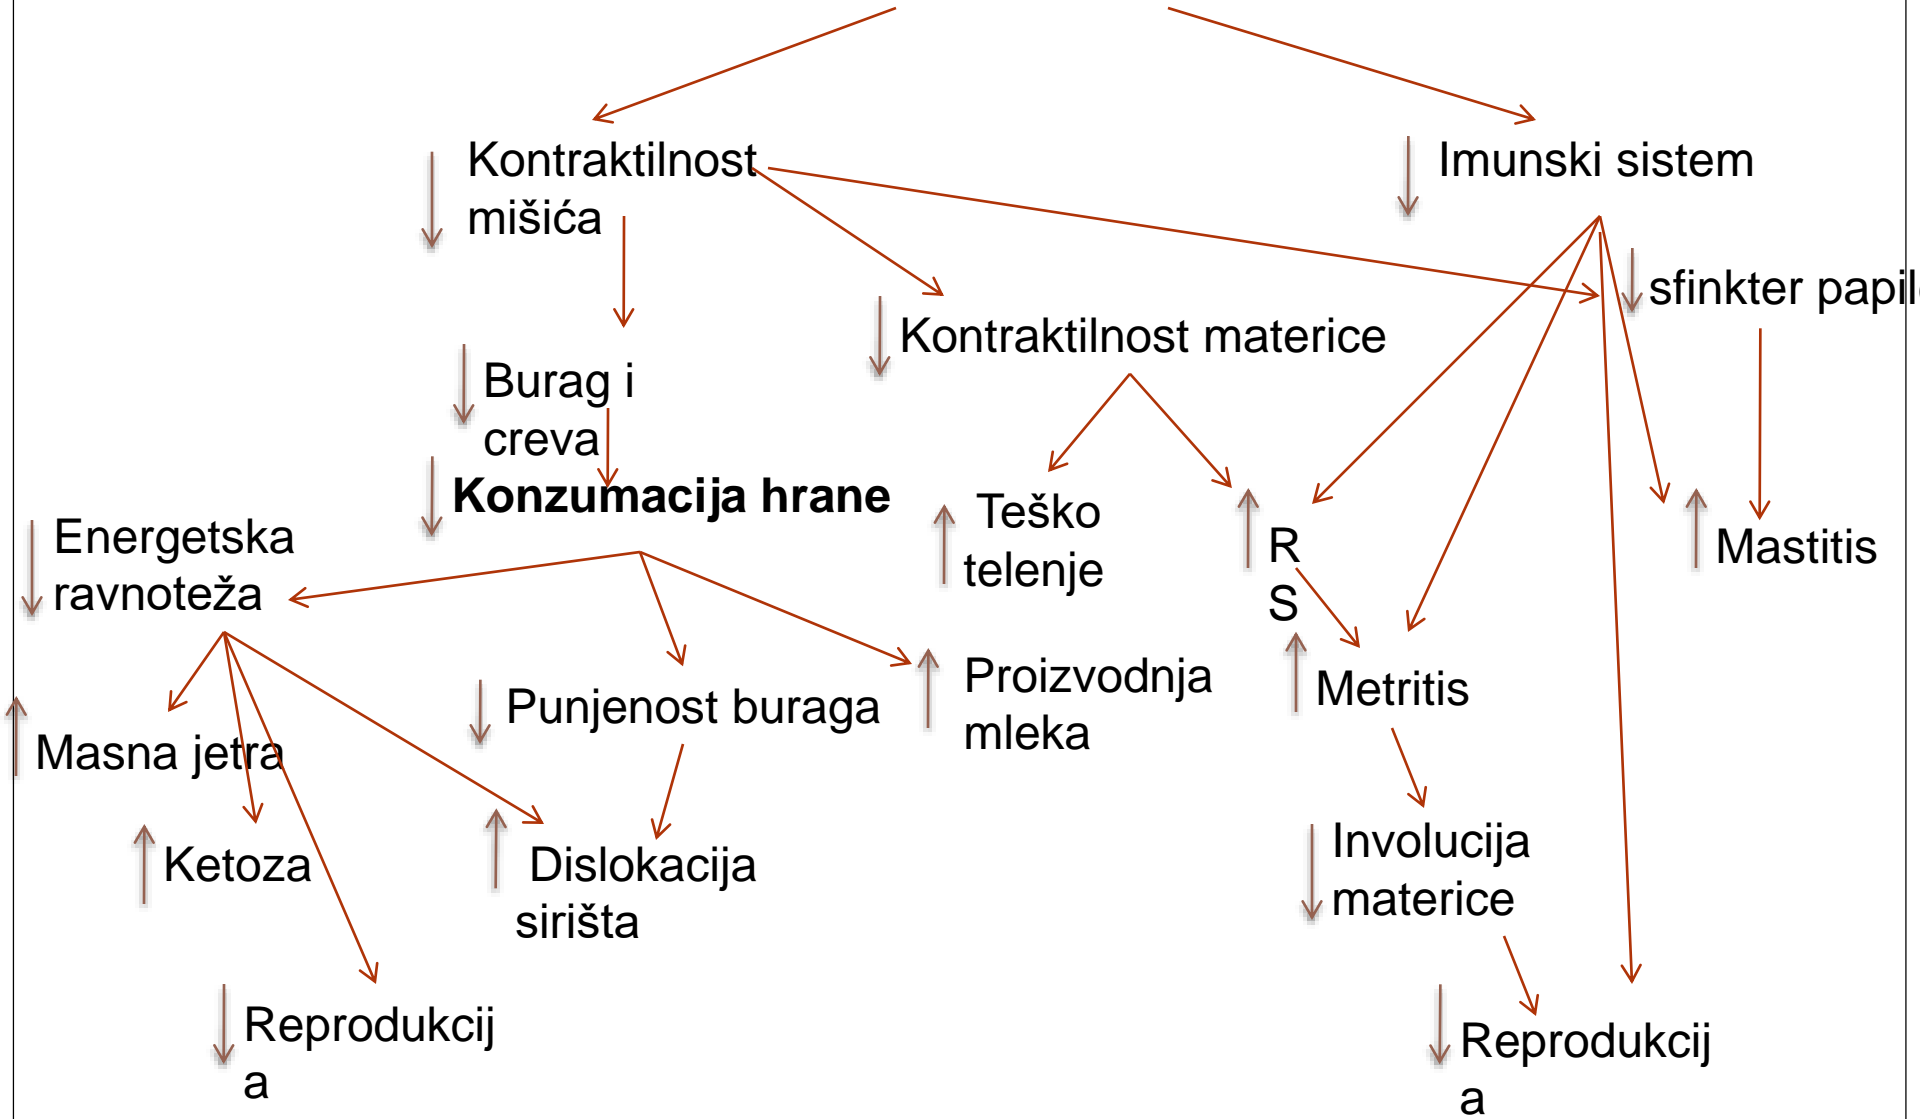 Kontraktilnost
mišića
Imunski sistem
sfinkter papil
Kontraktilnost materice
Burag i
creva
Konzumacija hrane
Energetska
ravnoteža
Teško
telenje
R
S
Mastitis
Masna jetra
Punjenost buraga
Proizvodnja
mleka
Metritis
Ketoza
Dislokacija
sirišta
Involucija
materice
Reprodukcij
a
Reprodukcij
a